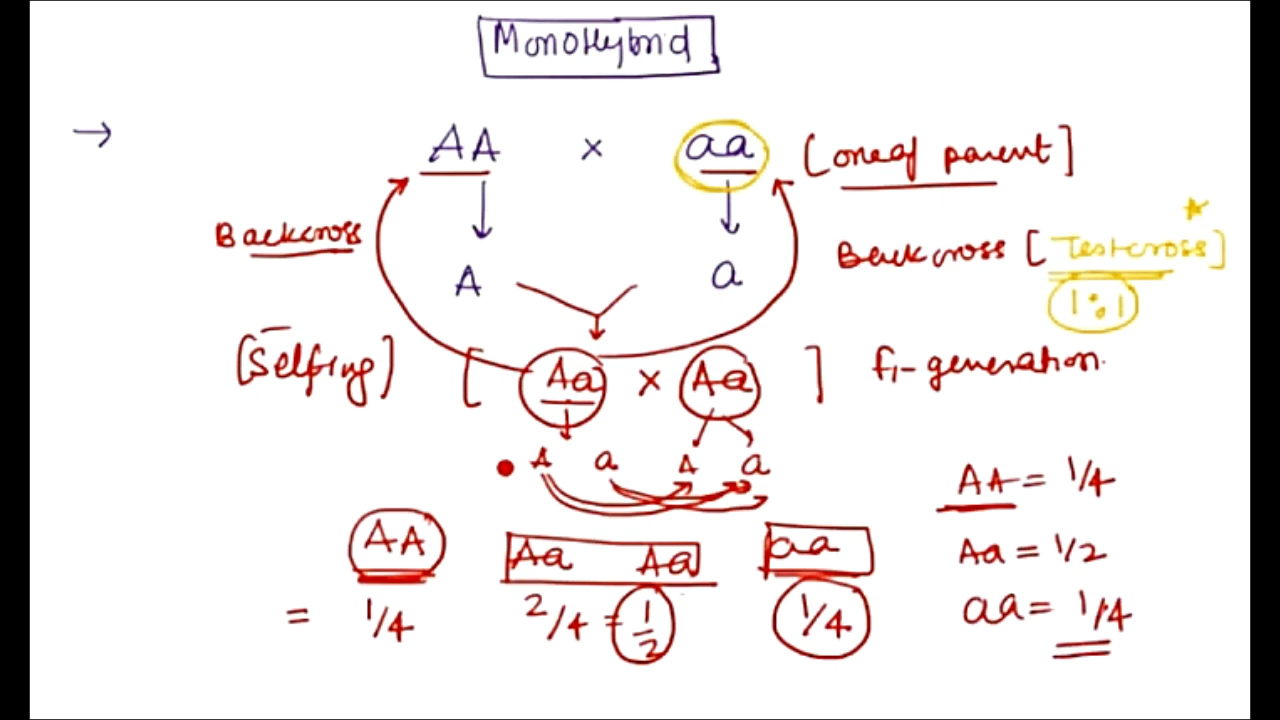 MonoHybrid
→ AA × aa [one of parent]
Backcross
Backcross [Testcross]
1:1
A a
[Selfing] [Aa × Aa] f1-generation.
A a A a
AA = 1/4
AA Aa Aa aa
Aa = 1/2
= 1/4 2/4 = 1/2 1/4
aa = 1/4